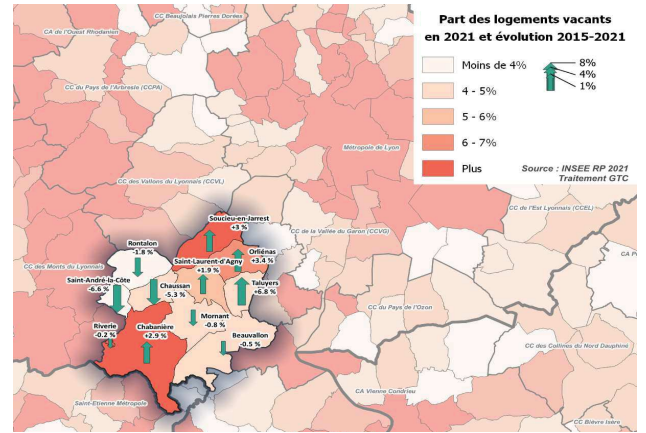 Part des logements vacants
en 2021 et évolution 2015-2021
Moins de 4%
4 - 5%
5 - 6%
6 - 7%
Plus
8%
4%
1%
Source : INSEE RP 2021
Traitement GTC
CC Beaujolais Pierres Dorées
CA de l'Ouest Rhodanien
CC du Pays de l'Arbresle (CCPA)
Métropole de Lyon
CC des Vallons du Lyonnais (CCVL)
CC de l'Est Lyonnais (CCEL)
CC de la Vallée du Garon (CCVG)
CC des Monts du Lyonnais
CA P
CC du Pays de l'Ozon
CC des Collines du Nord Dauphiné
CA Vienne Condrieu
Saint-Etienne Métropole
CC Bièvre Isère
Soucieu-en-Jarrest
+3 %
Rontalon
-1.8 %
Orliénas
+3.4 %
Saint-Laurent-d'Agny
+1.9 %
Saint-André-la-Côte
-6.6 %
Chaussan
-5.3 %
Taluyers
+6.8 %
Riverie
-0.2 %
Chabanière
+2.9 %
Mornant
-0.8 %
Beauvallon
-0.5 %